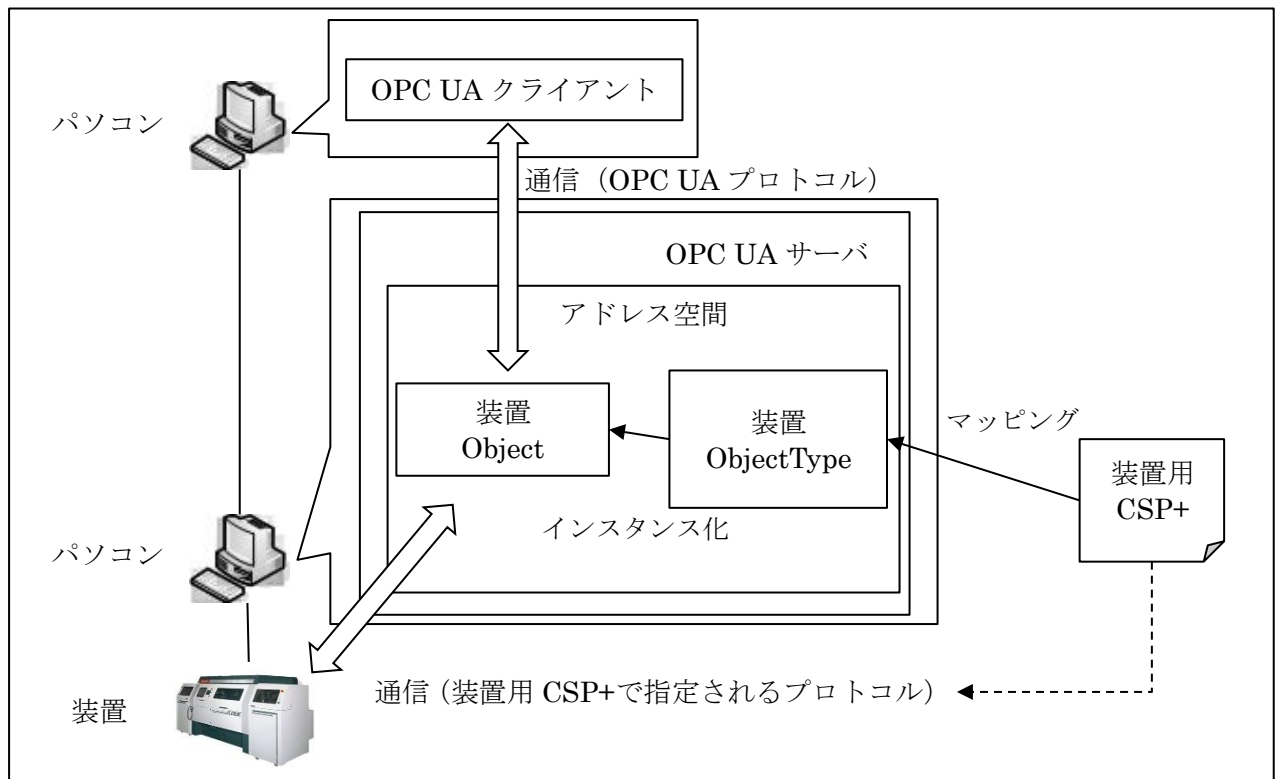 OPC UA クライアント
パソコン
通信（OPC UA プロトコル）
OPC UA サーバ
アドレス空間
装置
Object
装置
ObjectType
マッピング
装置用
CSP+
インスタンス化
パソコン
通信（装置用 CSP+で指定されるプロトコル）
装置